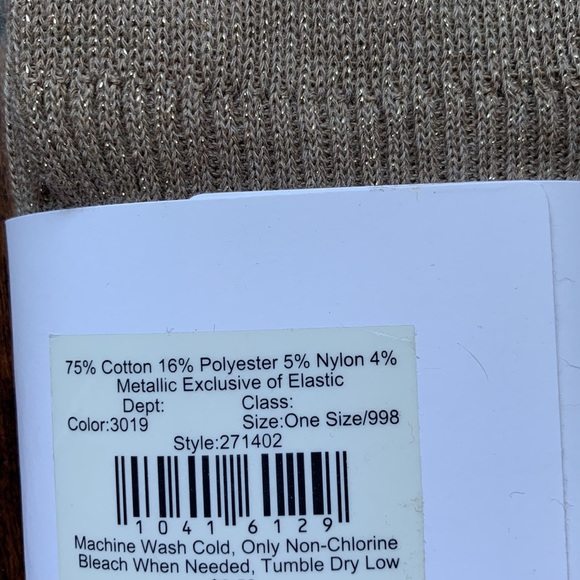 75% Cotton 16% Polyester 5% Nylon 4%
Metallic Exclusive of Elastic
Dept: Class:
Color:3019 Size:One Size/998
Style:271402
1041 6129
Machine Wash Cold, Only Non-Chlorine
Bleach When Needed, Tumble Dry Low